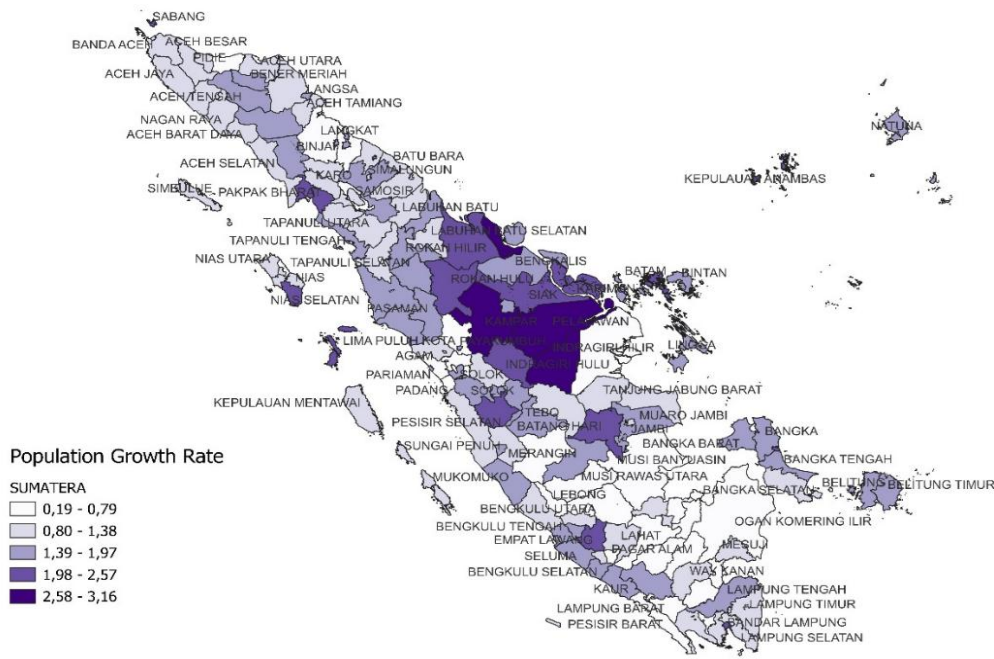 SABANG
BANDA ACEH
ACEH BESAR
PIDIE
ACEH UTARA
ACEH JAYA
BENER MERIAH
LANGSA
ACEH TENGAH
ACEH TAMIANG
NAGAN RAYA
LANGKAT
ACEH BARAT DAYA
BINJAI
NATUNA
BATU BARA
ACEH SELATAN
SIMALUNGUN
KARO
KEPULAUAN ANAMBAS
SIMEULUE
PAKPAK BHARAT
SAMOSIR
LABUHAN BATU
TAPANULI UTARA
LABUHAN BATU SELATAN
TAPANULI TENGAH
ROKAN HILIR
NIAS UTARA
TAPANULI SELATAN
BENGKALIS
NIAS
ROKAN HULU
BATAM
BINTAN
SIAK
KARIMUN
NIAS SELATAN
PASAMAN
KAMPAR
PELALAWAN
LIMA PULUH KOTA
PAYAKUMBUH
INDRAGIRI HILIR
LINGGA
AGAM
INDRAGIRI HULU
PARIAMAN
SOLOK
PADANG
SOLOK
TANJUNG JABUNG BARAT
KEPULAUAN MENTAWAI
TEBO
MUARO JAMBI
PESISIR SELATAN
BATANG HARI
JAMBI
BANGKA
SUNGAI PENUH
BANGKA BARAT
MERANGIN
MUSI BANYUASIN
BANGKA TENGAH
MUKOMUKO
MUSI RAWAS UTARA
BELITUNG
BELITUNG TIMUR
BANGKA SELATAN
LEBONG
BENGKULU UTARA
OGAN KOMERING ILIR
BENGKULU TENGAH
EMPAT LAWANG
LAHAT
MESUJI
SELUMA
PAGAR ALAM
BENGKULU SELATAN
WAY KANAN
KAUR
LAMPUNG TENGAH
LAMPUNG BARAT
LAMPUNG TIMUR
PESISIR BARAT
BANDAR LAMPUNG
LAMPUNG SELATAN
Population Growth Rate
SUMATERA
0,19 - 0,79
0,80 - 1,38
1,39 - 1,97
1,98 - 2,57
2,58 - 3,16